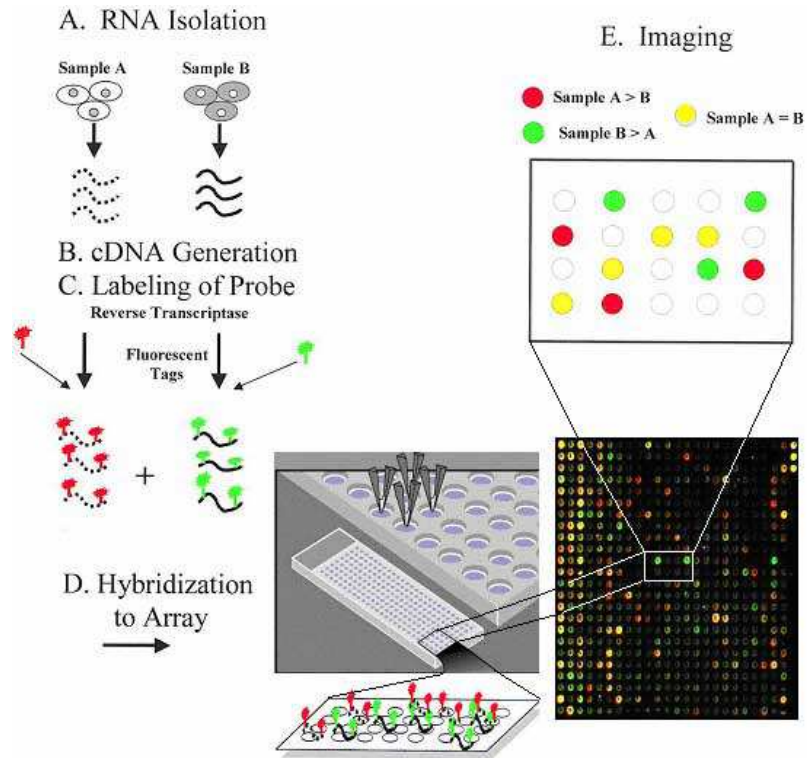 A. RNA Isolation
Sample A
Sample B
B. cDNA Generation
C. Labeling of Probe
Reverse Transcriptase
Fluorescent
Tags
+
D. Hybridization
to Array
E. Imaging
Sample A > B
Sample B > A
Sample A = B